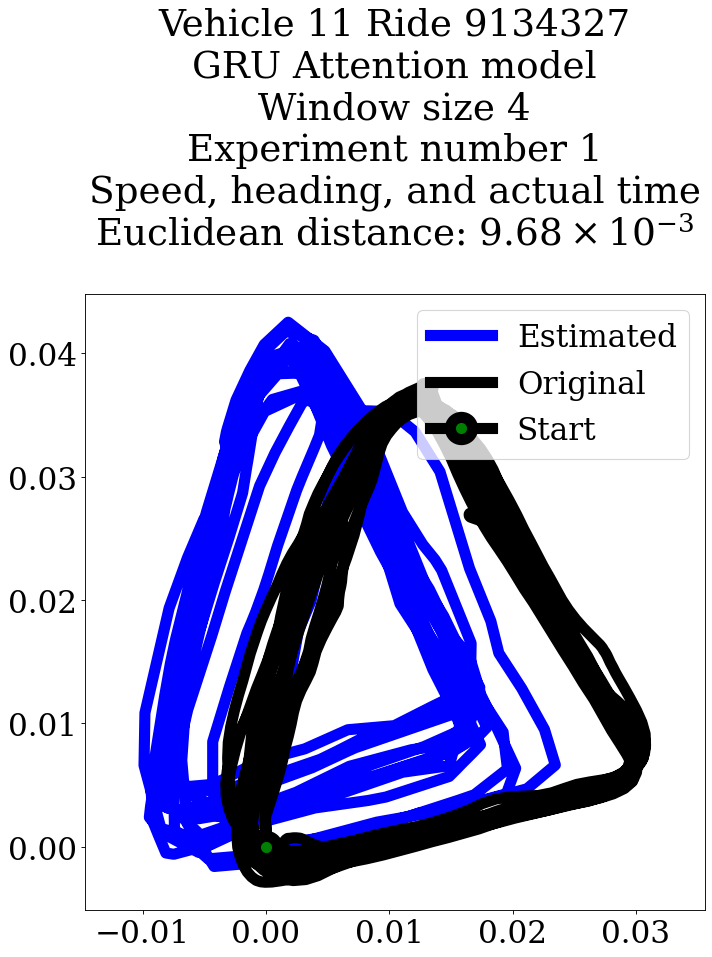 Vehicle 11 Ride 9134327
GRU Attention model
Window size 4
Experiment number 1
Speed, heading, and actual time
Euclidean distance: 9.68 × 10⁻³
Estimated
Original
Start
0.04
0.03
0.02
0.01
0.00
−0.01 0.00 0.01 0.02 0.03